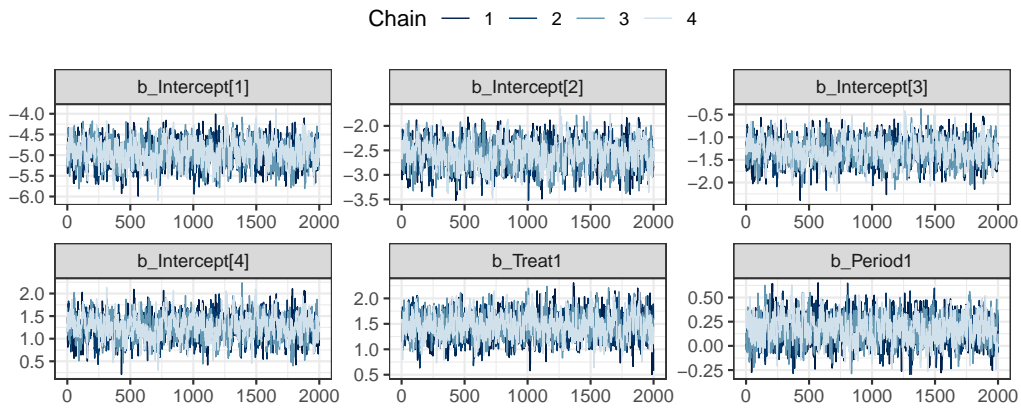 Chain 1 2 3 4
b_Intercept[1] b_Intercept[2] b_Intercept[3]
−4.0 −4.5 −5.0 −5.5 −6.0
−2.0 −2.5 −3.0 −3.5
−0.5 −1.0 −1.5 −2.0
0 500 1000 1500 2000 0 500 1000 1500 2000 0 500 1000 1500 2000
b_Intercept[4] b_Treat1 b_Period1
2.0 1.5 1.0 0.5
2.0 1.5 1.0 0.5
0.50 0.25 0.00 −0.25
0 500 1000 1500 2000 0 500 1000 1500 2000 0 500 1000 1500 2000